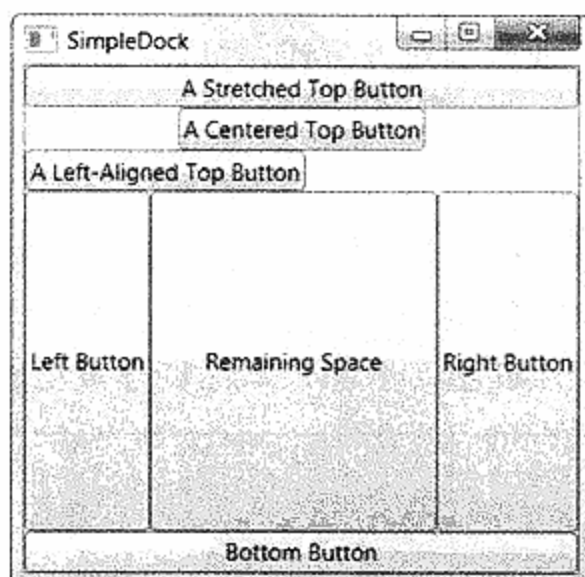 SimpleDock
A Stretched Top Button
A Centered Top Button
A Left-Aligned Top Button
Left Button Remaining Space Right Button
Bottom Button